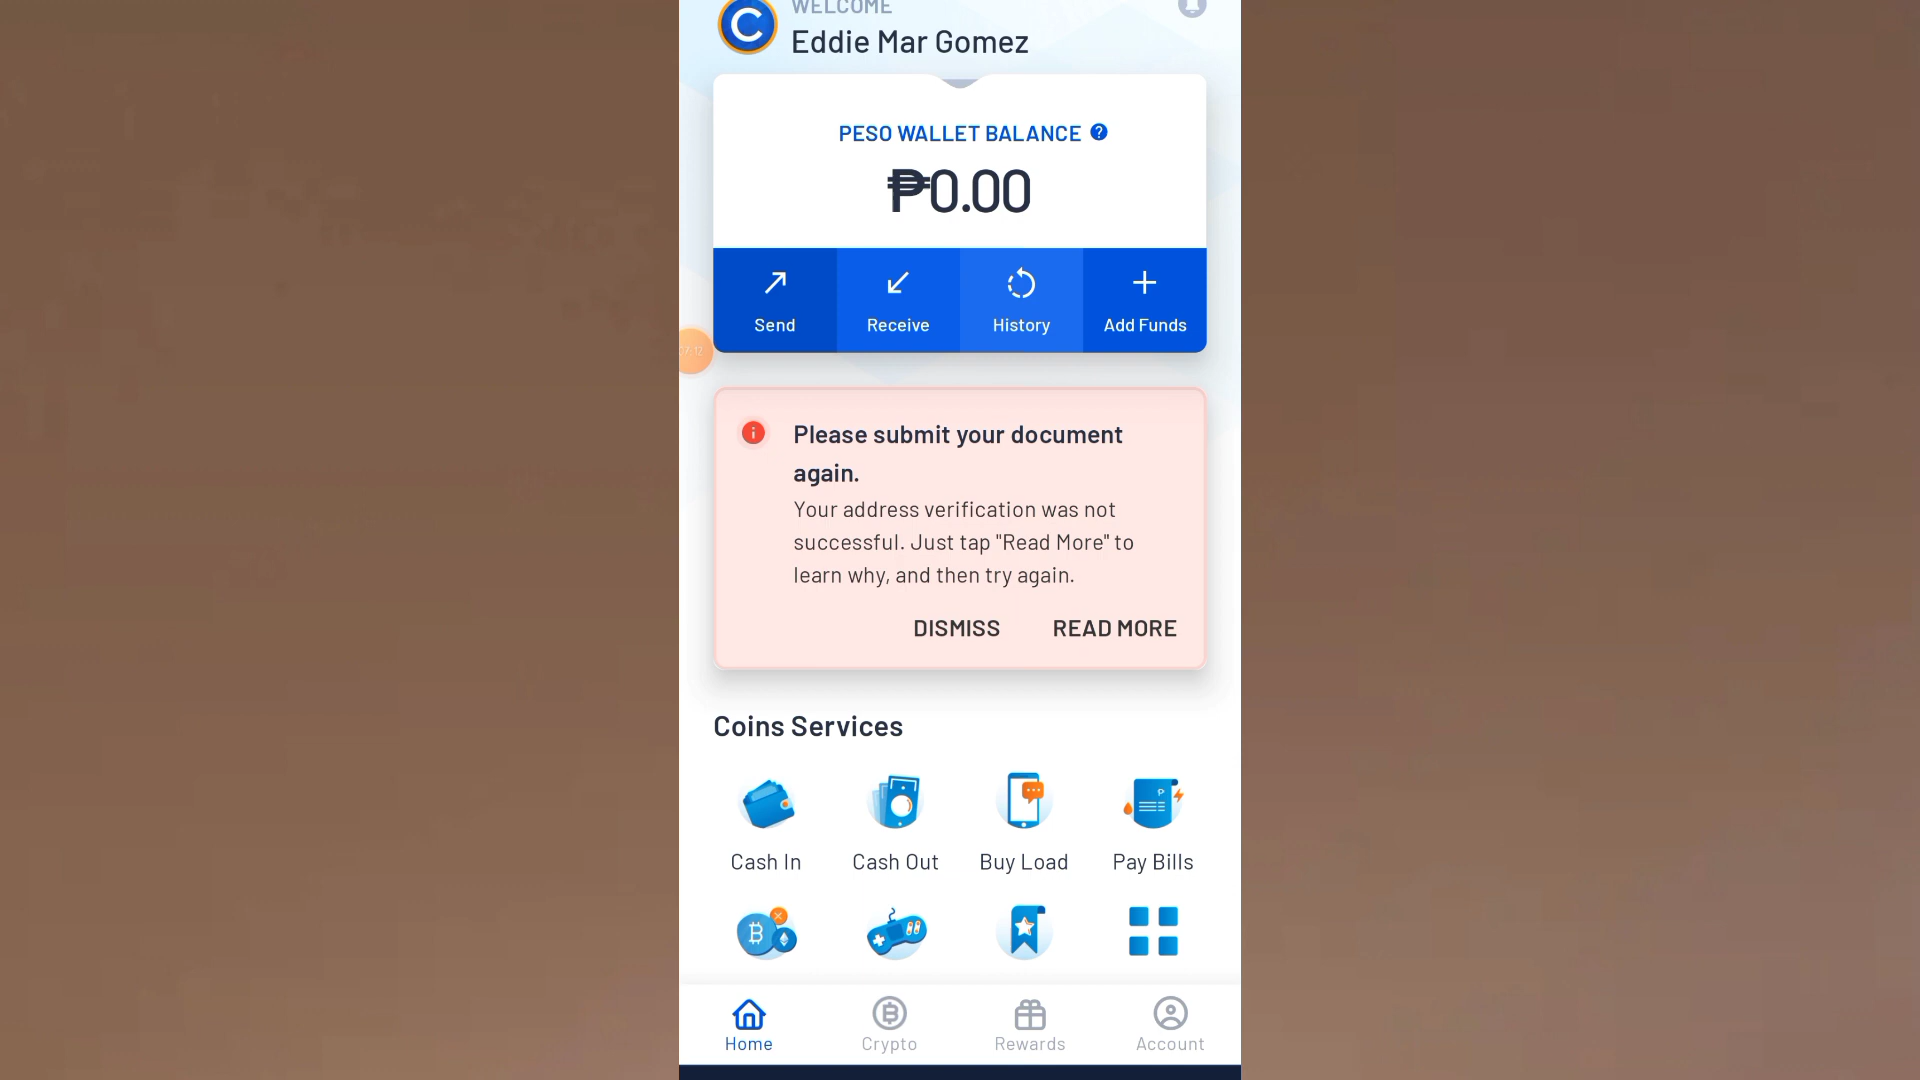 WELCOME
Eddie Mar Gomez
PESO WALLET BALANCE
₱0.00
Send
Receive
History
Add Funds
07:12
Please submit your document
again.
Your address verification was not
successful. Just tap "Read More" to
learn why, and then try again.
DISMISS
READ MORE
Coins Services
Cash In
Cash Out
Buy Load
Pay Bills
Home
Crypto
Rewards
Account